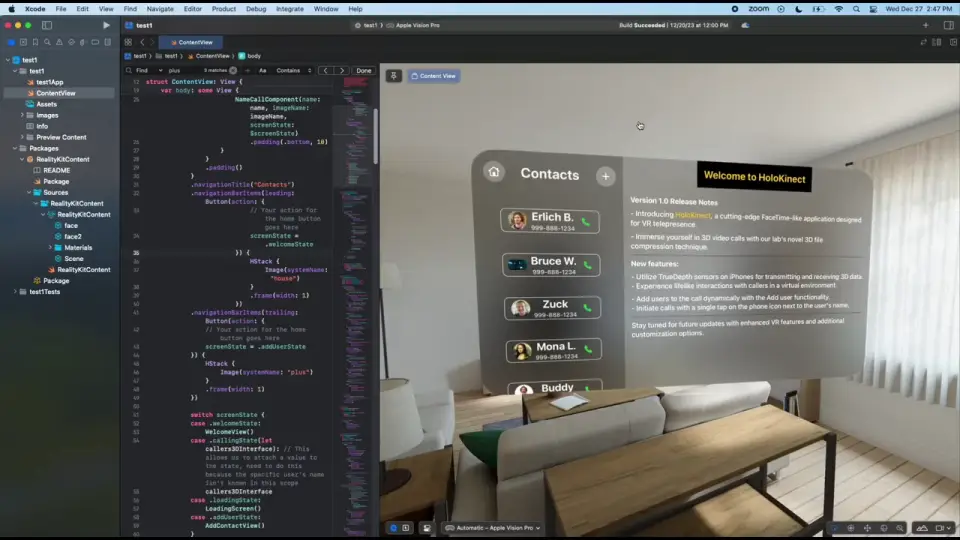 Xcode File Edit View Find Navigate Editor Product Debug Integrate Window Help
zoom
Wed Dec 27 2:47 PM
test1
test1 Apple Vision Pro
Build Succeeded 12/20/23 at 12:00 PM
ContentView
test1 test1 ContentView body
Find plus 5 matches Aa Contains Done
test1
test1
test1App
ContentView
Assets
Images
Info
Preview Content
Packages
RealityKitContent
README
Package
Sources
RealityKitContent
face
face2
Materials
Scene
RealityKitContent
Package
test1Tests
struct ContentView: View {
var body: some View {
NameCallComponent(name:
name, imageName:
imageName,
screenState:
$screenState)
.padding(.bottom, 10)
}
}
.padding()
}
.navigationTitle("Contacts")
.navigationBarItems(leading:
Button(action: {
// Your action for
the home button
goes here
screenState =
.welcomeState
}) {
HStack {
Image(systemName:
"house")
}
.frame(width: 1)
})
.navigationBarItems(trailing:
Button(action: {
// Your action for the home
button goes here
screenState = .addUserState
}) {
HStack {
Image(systemName: "plus")
}
.frame(width: 1)
})
switch screenState {
case .welcomeState:
WelcomeView()
case .callingState(let
callers3DInterface): // This
allows us to attach a value to
the state, need to do this
because the specific user's name
isn't known in this scope
callers3DInterface
case .loadingState:
LoadingScreen()
case .addUserState:
AddContactView()
}
Content View
Contacts
Erlich B.
999-888-1234
Bruce W.
999-888-1234
Zuck
999-888-1234
Mona L.
999-888-1234
Buddy
Welcome to HoloKinect
Version 1.0 Release Notes
- Introducing HoloKinect, a cutting-edge FaceTime-like application designed
for VR telepresence.
- Immerse yourself in 3D video calls with our lab's novel 3D file
compression technique.
New features:
- Utilize TrueDepth sensors on iPhones for transmitting and receiving 3D data.
- Experience lifelike interactions with callers in a virtual environment.
- Add users to the call dynamically with the Add user functionality.
- Initiate calls with a single tap on the phone icon next to the user's name.
Stay tuned for future updates with enhanced VR features and additional
customization options.
Automatic – Apple Vision Pro